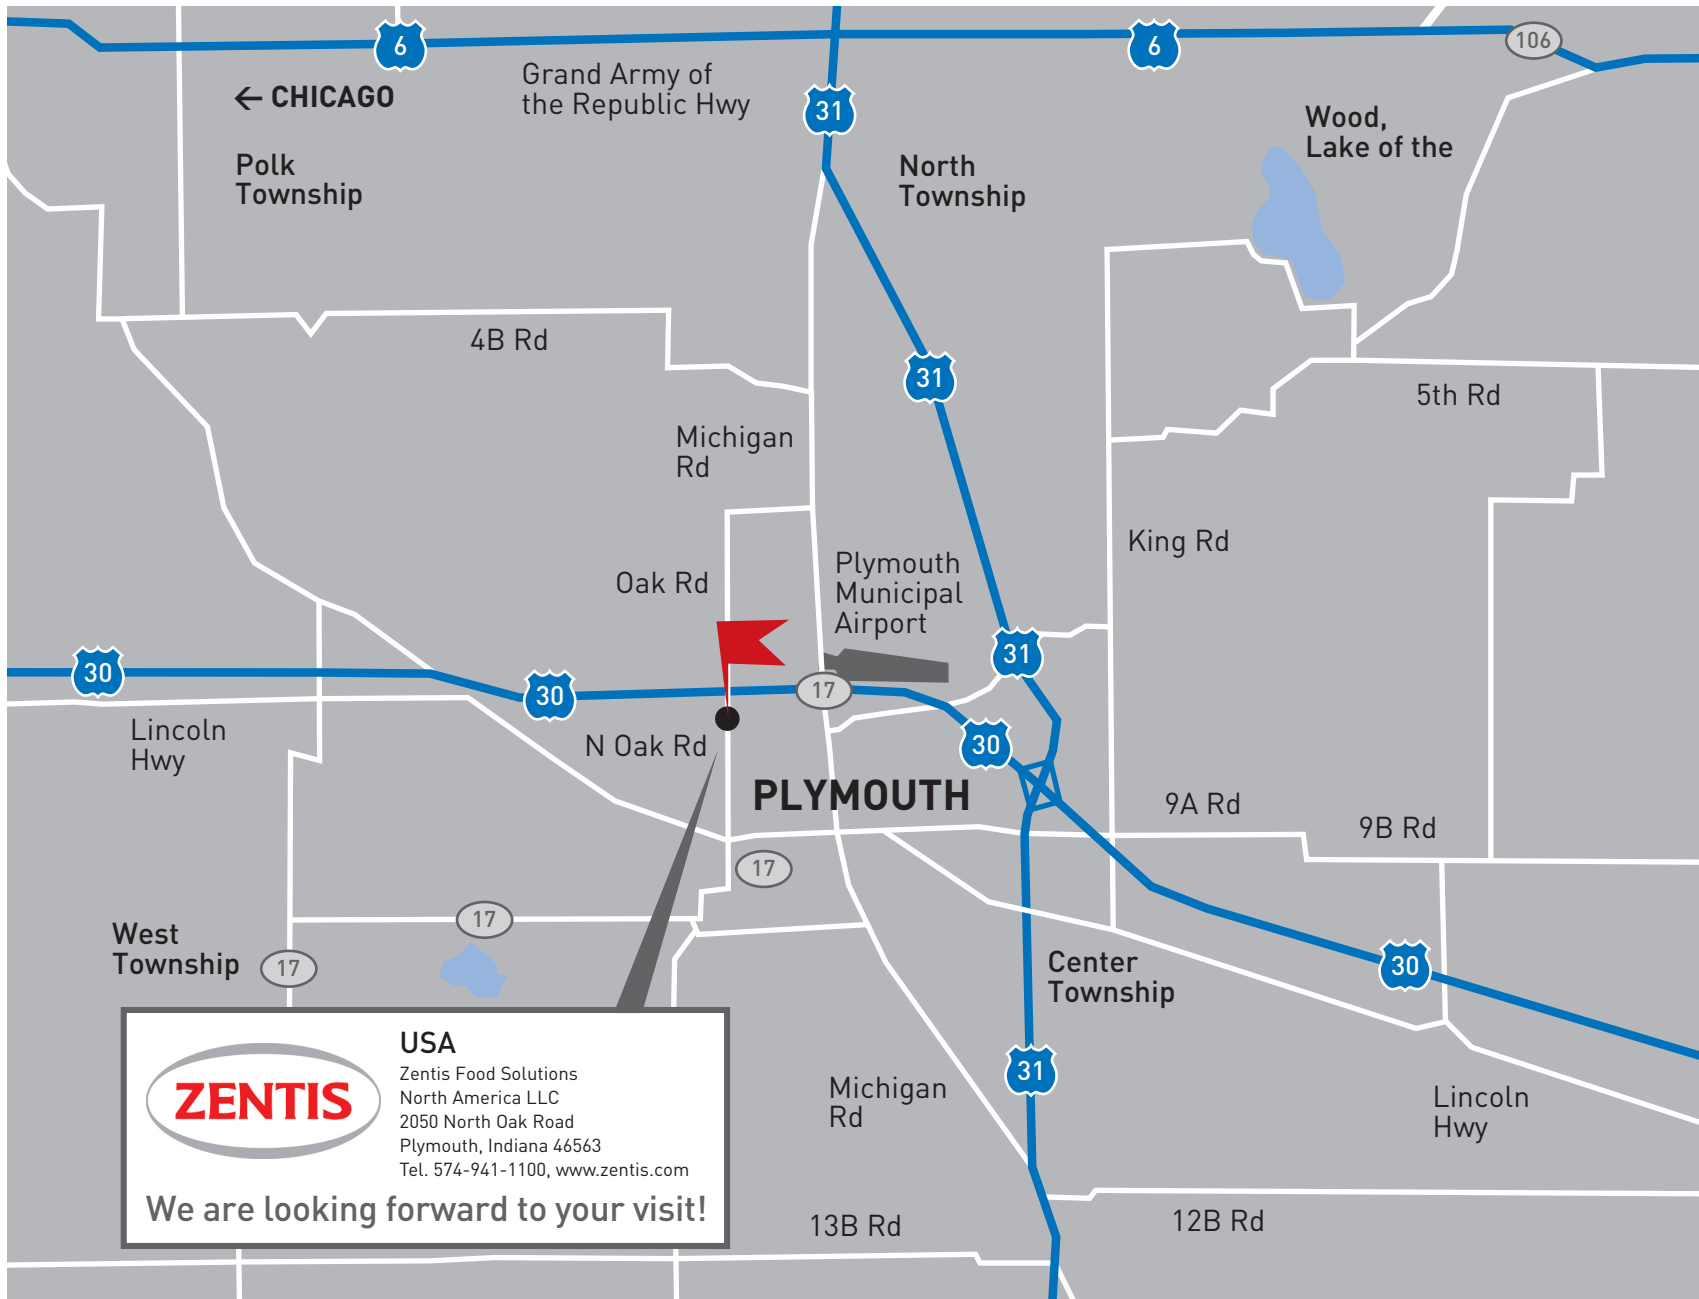 6
6
106
Grand Army of
the Republic Hwy
← CHICAGO
31
Wood,
Lake of the
Polk
Township
North
Township
4B Rd
31
5th Rd
Michigan
Rd
King Rd
Oak Rd
Plymouth
Municipal
Airport
31
30
30
17
Lincoln
Hwy
N Oak Rd
30
PLYMOUTH
9A Rd
9B Rd
17
17
West
Township
17
Center
Township
30
31
Michigan
Rd
Lincoln
Hwy
ZENTIS
USA
Zentis Food Solutions
North America LLC
2050 North Oak Road
Plymouth, Indiana 46563
Tel. 574-941-1100, www.zentis.com
We are looking forward to your visit!
13B Rd
12B Rd